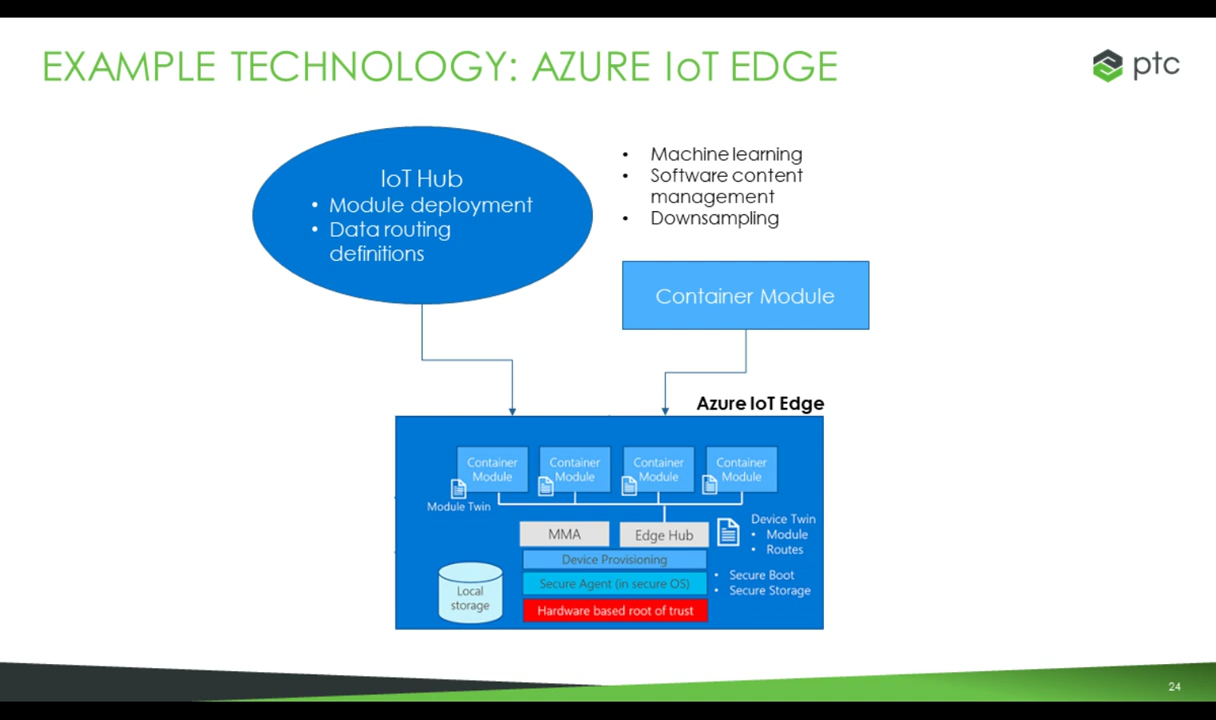 EXAMPLE TECHNOLOGY: AZURE IoT EDGE
ptc
IoT Hub
• Module deployment
• Data routing
definitions
• Machine learning
• Software content
management
• Downsampling
Container Module
Azure IoT Edge
Container
Module
Container
Module
Container
Module
Container
Module
Module Twin
MMA
Edge Hub
Device Twin
• Module
• Routes
Device Provisioning
Secure Agent (in secure OS)
• Secure Boot
• Secure Storage
Local
storage
Hardware based root of trust
24